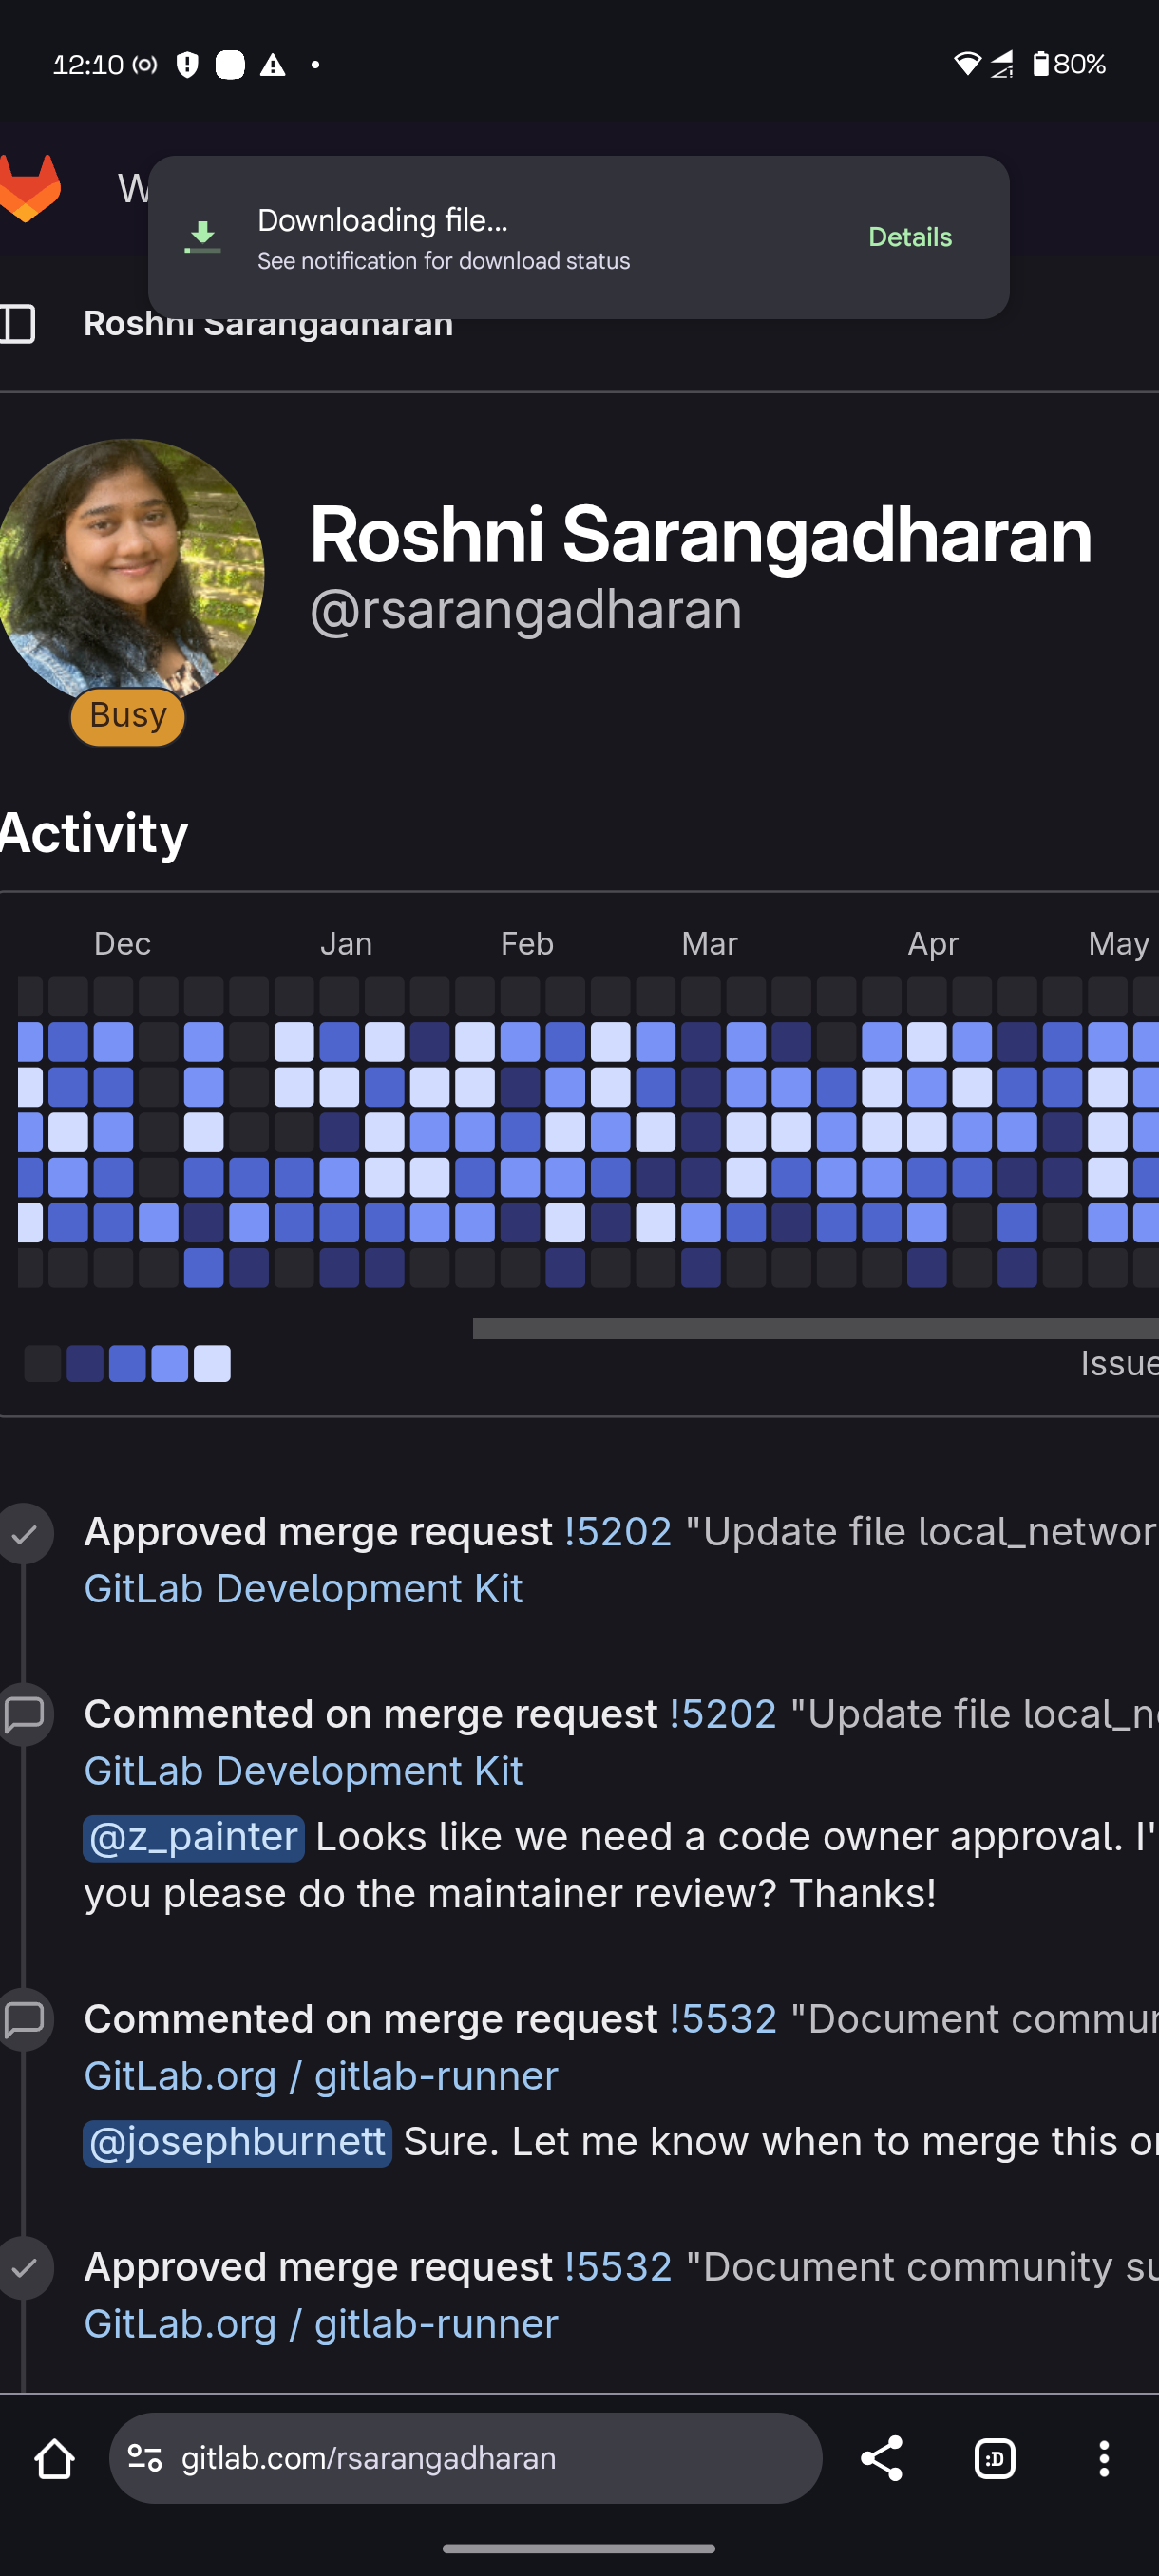 12:10
80%
W
Downloading file...
See notification for download status
Details
Roshni Sarangadharan
Roshni Sarangadharan
@rsarangadharan
Busy
Activity
Dec Jan Feb Mar Apr May
Issue
Approved merge request !5202 "Update file local_networ
GitLab Development Kit
Commented on merge request !5202 "Update file local_n
GitLab Development Kit
@z_painter Looks like we need a code owner approval. I'
you please do the maintainer review? Thanks!
Commented on merge request !5532 "Document commun
GitLab.org / gitlab-runner
@josephburnett Sure. Let me know when to merge this o
Approved merge request !5532 "Document community su
GitLab.org / gitlab-runner
gitlab.com/rsarangadharan
:D